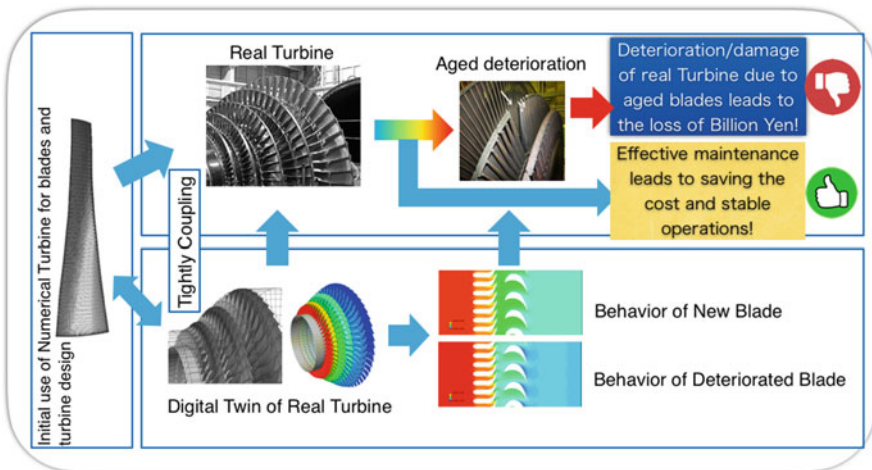 Initial use of Numerical Turbine for blades and
turbine design
Real Turbine
Aged deterioration
Deterioration/damage
of real Turbine due to
aged blades leads to
the loss of Billion Yen!
Effective maintenance
leads to saving the
cost and stable
operations!
Tightly Coupling
Digital Twin of Real Turbine
Behavior of New Blade
Behavior of Deteriorated Blade